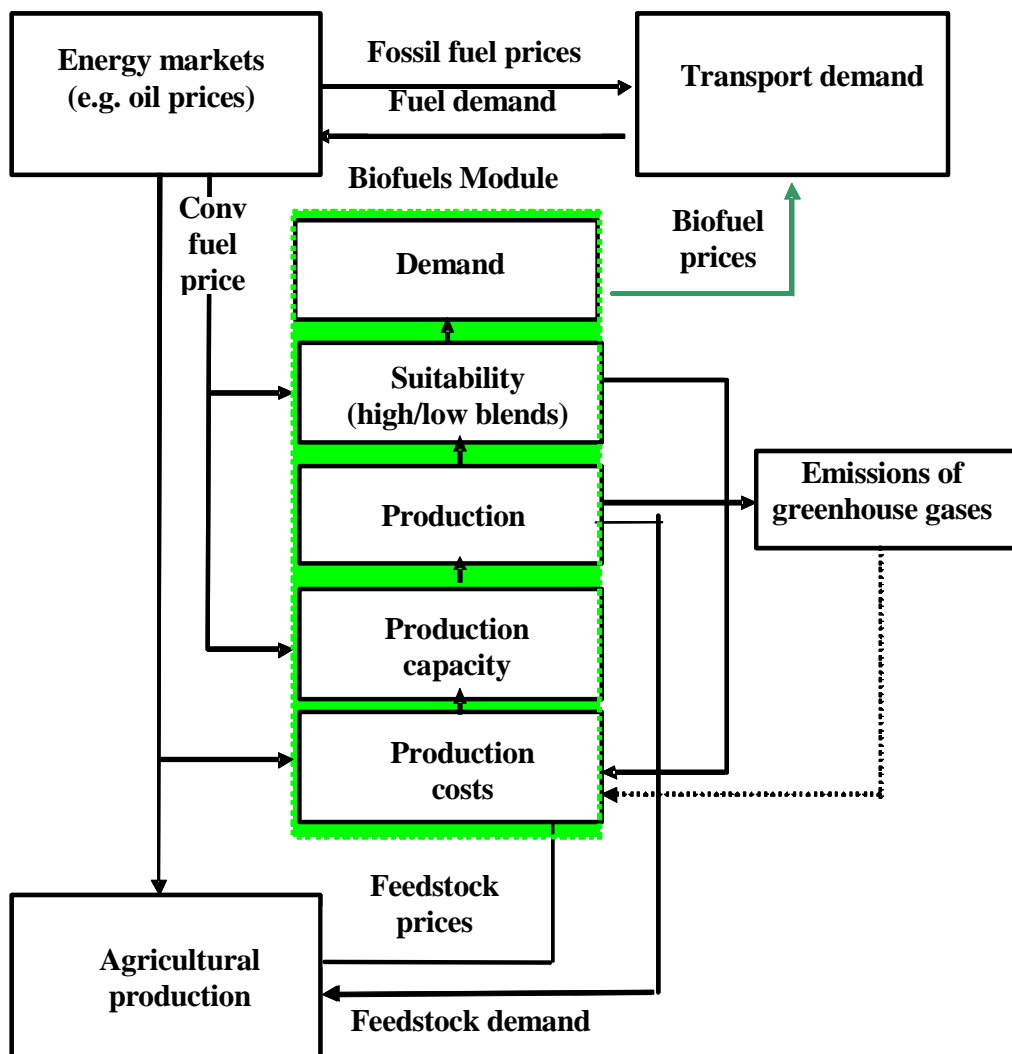 Energy markets
(e.g. oil prices)
Fossil fuel prices
Fuel demand
Transport demand
Biofuels Module
Conv
fuel
price
Demand
Biofuel
prices
Suitability
(high/low blends)
Production
Emissions of
greenhouse gases
Production
capacity
Production
costs
Feedstock
prices
Agricultural
production
Feedstock demand